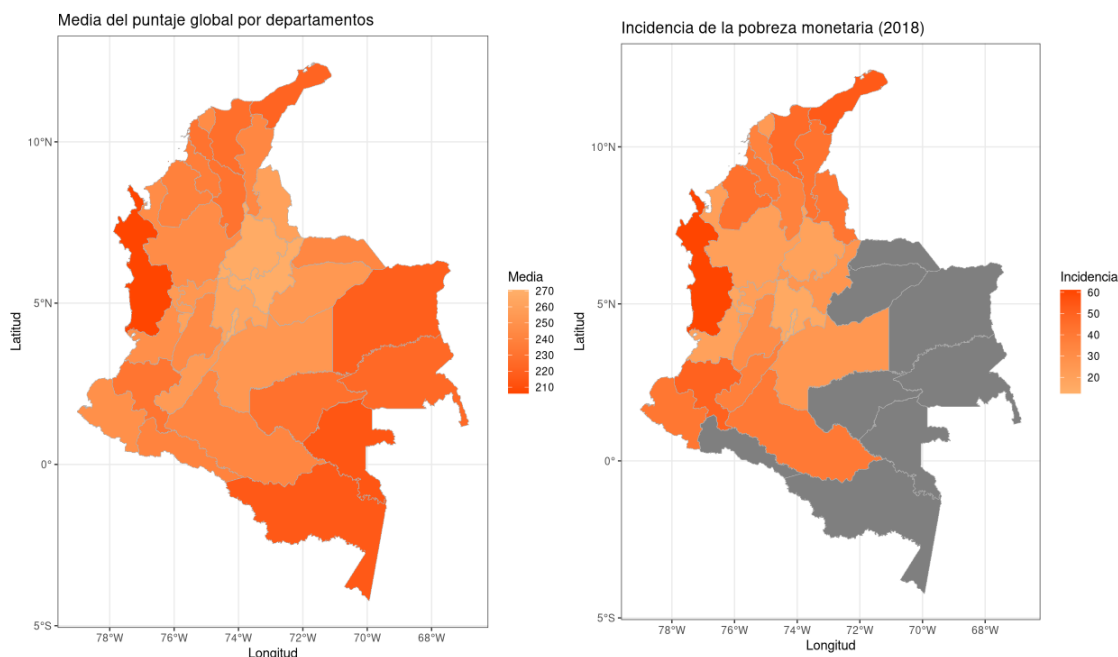 Media del puntaje global por departamentos
10°N
5°N
0°
5°S
78°W 76°W 74°W 72°W 70°W 68°W
Longitud
Latitud
Media
270
260
250
240
230
220
210
Incidencia de la pobreza monetaria (2018)
10°N
5°N
0°
5°S
78°W 76°W 74°W 72°W 70°W 68°W
Longitud
Latitud
Incidencia
60
50
40
30
20